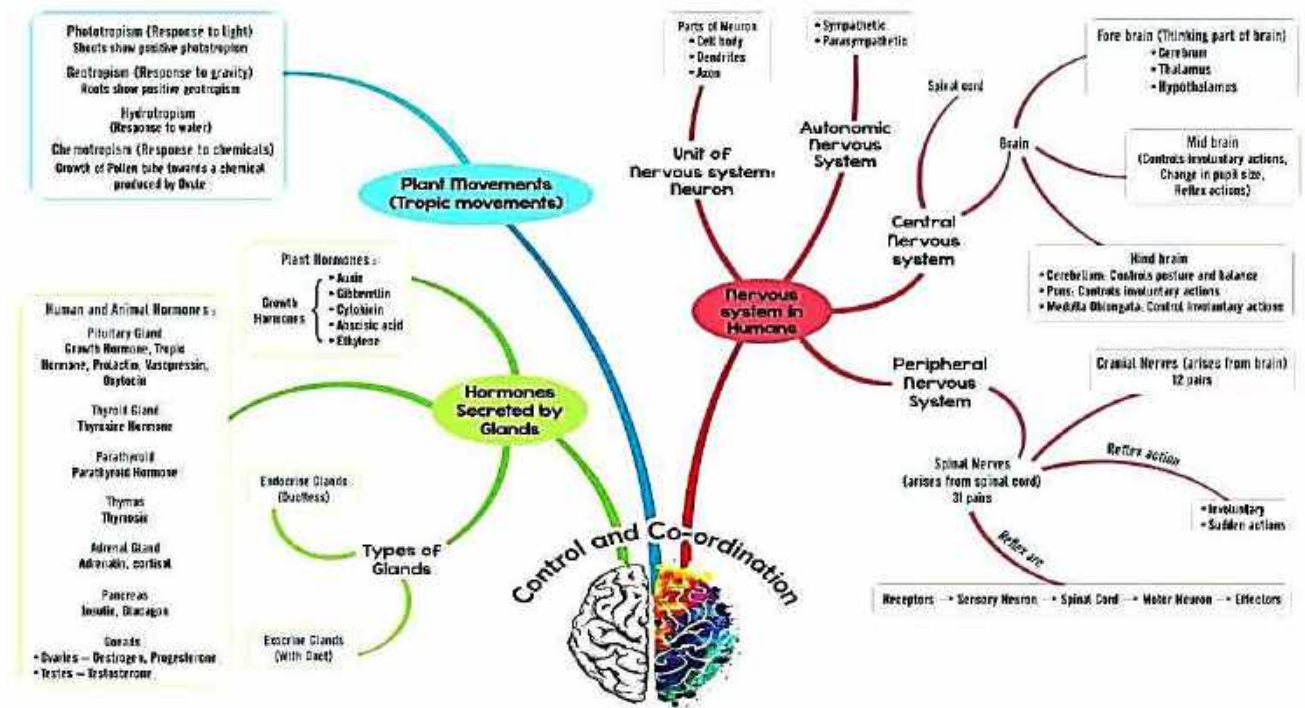 Phototropism (Response to light)
Shoots show positive phototropism
Geotropism (Response to gravity)
Roots show positive geotropism
Hydrotropism
(Response to water)
Chemotropism (Response to chemicals)
Growth of Pollen tube towards a chemical
produced by Ovule
Plant Movements
(Tropic movements)
Plant Hormones :
Growth
Hormones
• Auxin
• Gibberellin
• Cytokinin
• Abscisic acid
• Ethylene
Human and Animal Hormones :
Pituitary Gland
Growth Hormone, Tropic
Hormone, Prolactin, Vasopressin,
Oxytocin
Thyroid Gland
Thyroxine Hormone
Parathyroid
Parathyroid Hormone
Thymus
Thymosin
Adrenal Gland
Adrenalin, cortisol
Pancreas
Insulin, Glucagon
Gonads
• Ovaries – Oestrogen, Progesterone
• Testes – Testosterone
Hormones
Secreted by
Glands
Endocrine Glands
(Ductless)
Types of
Glands
Exocrine Glands
(With Duct)
Control and Co-ordination
Parts of Neuron
• Cell body
• Dendrites
• Axon
Unit of
Nervous system:
Neuron
• Sympathetic
• Parasympathetic
Autonomic
Nervous
System
Spinal cord
Brain
Central
Nervous
system
Fore brain (Thinking part of brain)
• Cerebrum
• Thalamus
• Hypothalamus
Mid brain
(Controls involuntary actions,
Change in pupil size,
Reflex actions)
Hind brain
• Cerebellum: Controls posture and balance
• Pons: Controls involuntary actions
• Medulla Oblongata: Control involuntary actions
Nervous
system in
Humans
Peripheral
Nervous
System
Cranial Nerves (arises from brain)
12 pairs
Spinal Nerves
(arises from spinal cord)
31 pairs
Reflex action
• Involuntary
• Sudden actions
Reflex arc
Receptors → Sensory Neuron → Spinal Cord → Motor Neuron → Effectors